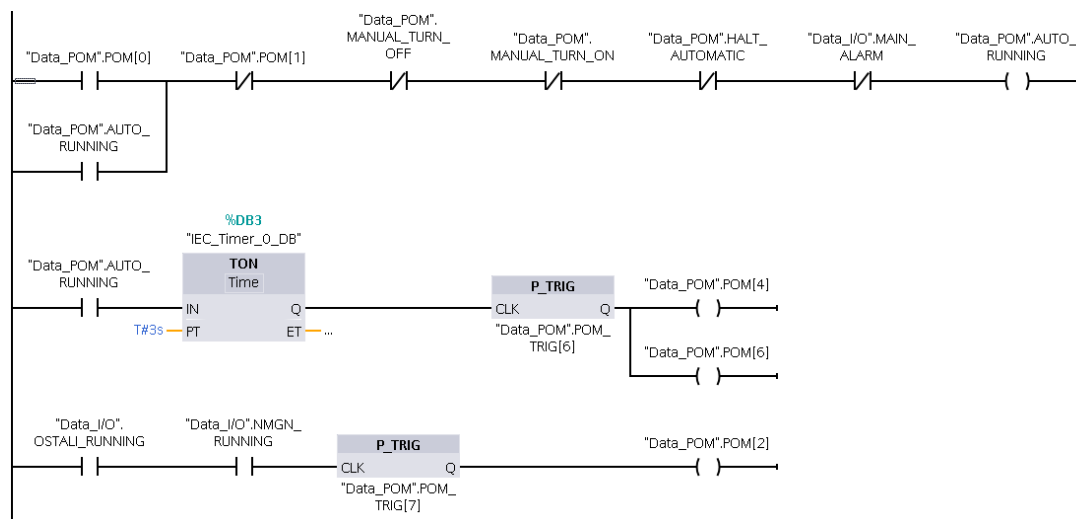 "Data_POM".POM[0]
"Data_POM".POM[1]
"Data_POM".
MANUAL_TURN_
OFF
"Data_POM".
MANUAL_TURN_ON
"Data_POM".HALT_
AUTOMATIC
"Data_I/O".MAIN_
ALARM
"Data_POM".AUTO_
RUNNING
"Data_POM".AUTO_
RUNNING
%DB3
"IEC_Timer_0_DB"
"Data_POM".AUTO_
RUNNING
TON
Time
IN Q
T#3s PT ET ...
P_TRIG
CLK Q
"Data_POM".POM_
TRIG[6]
"Data_POM".POM[4]
"Data_POM".POM[6]
"Data_I/O".
OSTALI_RUNNING
"Data_I/O".NMGN_
RUNNING
P_TRIG
CLK Q
"Data_POM".POM_
TRIG[7]
"Data_POM".POM[2]